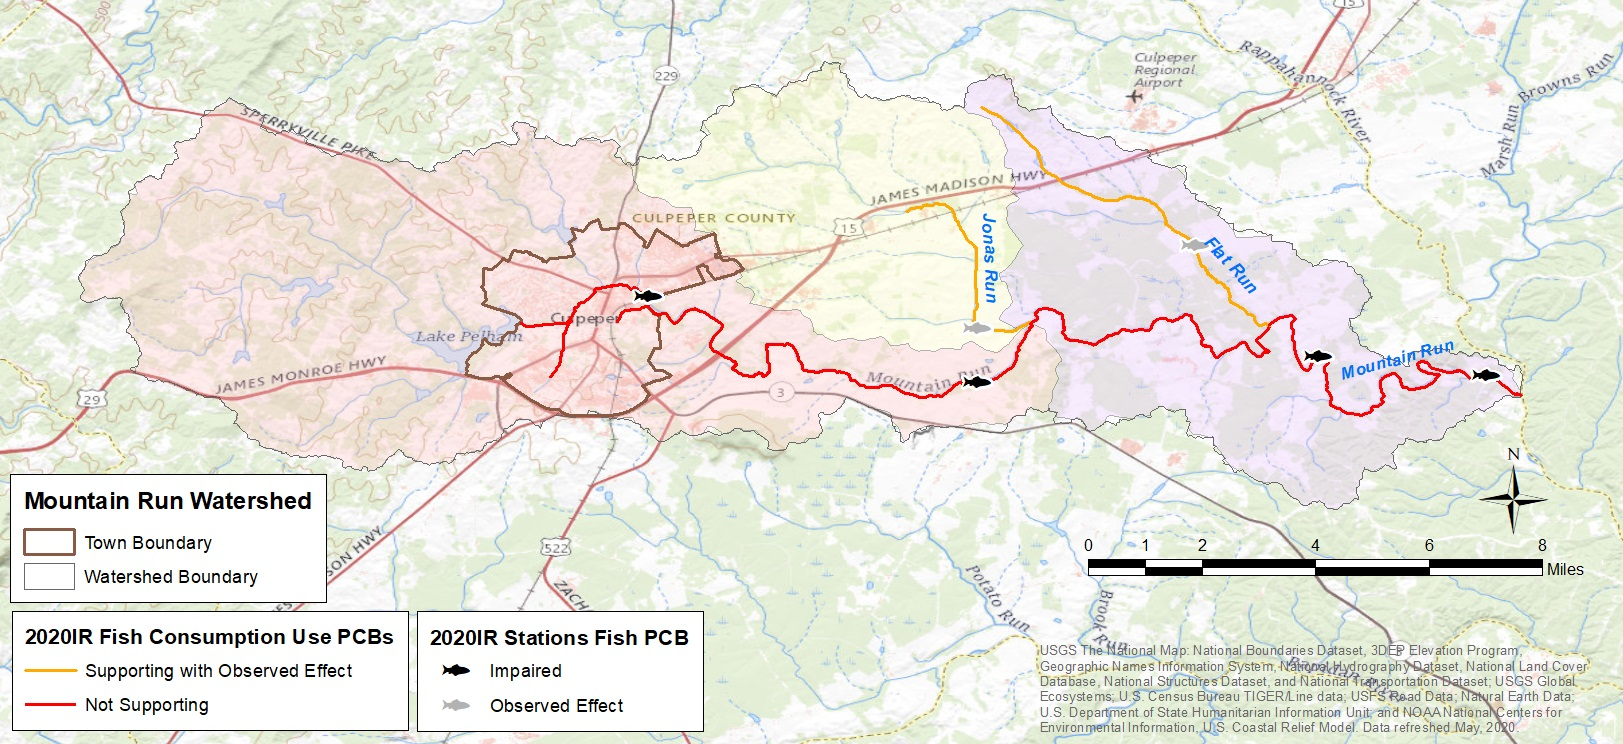 500
15
Culpeper
Regional
Airport
Rappahannock River
Browns Run
Marsh Run
229
SPERRYVILLE PIKE
JAMES MADISON HWY
CULPEPER COUNTY
15
Jonas Run
Flat Run
Culpeper
Lake Pelham
Mountain Run
Mountain Run
JAMES MONROE HWY
29
3
N
Mountain Run Watershed
Town Boundary
Watershed Boundary
SON HWY
522
ZACH
0 1 2 4 6 8
Miles
Potato Run
Brook Run
2020IR Fish Consumption Use PCBs
Supporting with Observed Effect
Not Supporting
2020IR Stations Fish PCB
Impaired
Observed Effect
Rapidan River
USGS The National Map: National Boundaries Dataset, 3DEP Elevation Program,
Geographic Names Information System, National Hydrography Dataset, National Land Cover
Database, National Structures Dataset, and National Transportation Dataset; USGS Global
Ecosystems; U.S. Census Bureau TIGER/Line data; USFS Road Data; Natural Earth Data;
U.S. Department of State Humanitarian Information Unit; and NOAA National Centers for
Environmental Information, U.S. Coastal Relief Model. Data refreshed May, 2020.